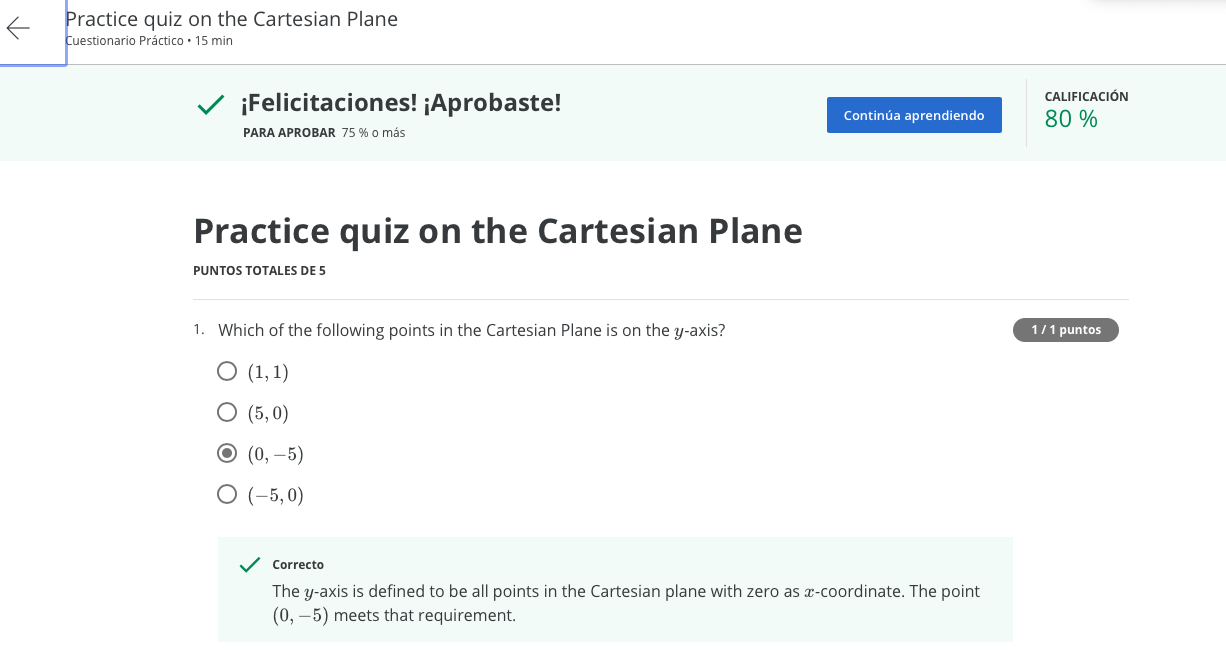 Practice quiz on the Cartesian Plane
Cuestionario Práctico • 15 min
¡Felicitaciones! ¡Aprobaste!
PARA APROBAR 75 % o más
Continúa aprendiendo
CALIFICACIÓN
80 %
Practice quiz on the Cartesian Plane
PUNTOS TOTALES DE 5
1. Which of the following points in the Cartesian Plane is on the y-axis?
1 / 1 puntos
(1, 1)
(5, 0)
(0, −5)
(−5, 0)
Correcto
The y-axis is defined to be all points in the Cartesian plane with zero as x-coordinate. The point
(0, −5) meets that requirement.